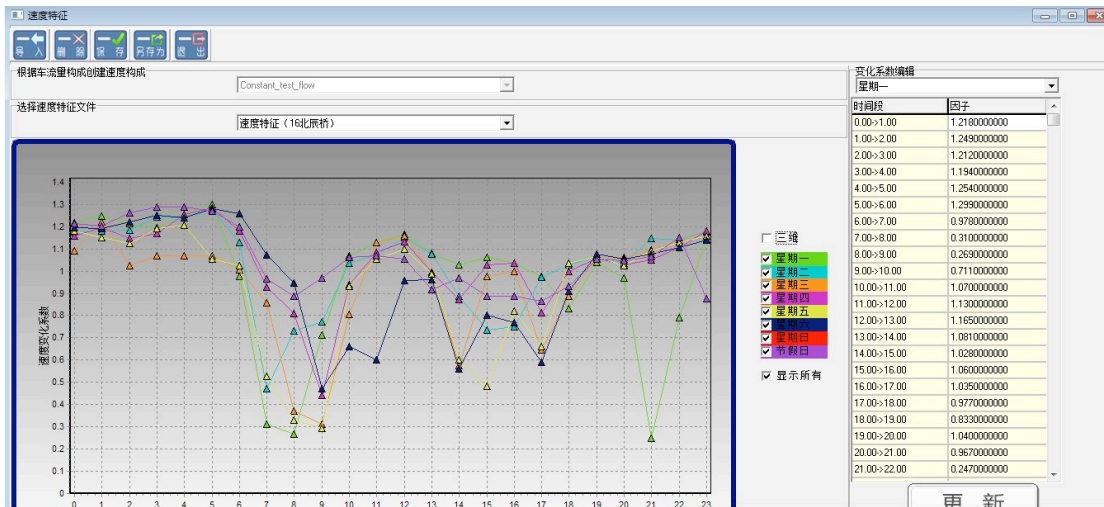 速度特征
导 入 删 除 保 存 另存为 退 出
根据车流量构成创建速度构成
Constant_test_flow
选择速度特征文件
速度特征（16北辰桥）
变化系数编辑
星期一
时间段 因子
0.00->1.00 1.2180000000
1.00->2.00 1.2490000000
2.00->3.00 1.2120000000
3.00->4.00 1.1940000000
4.00->5.00 1.2540000000
5.00->6.00 1.2990000000
6.00->7.00 0.9780000000
7.00->8.00 0.3100000000
8.00->9.00 0.2690000000
9.00->10.00 0.7110000000
10.00->11.00 1.0700000000
11.00->12.00 1.1300000000
12.00->13.00 1.1650000000
13.00->14.00 1.0810000000
14.00->15.00 1.0280000000
15.00->16.00 1.0600000000
16.00->17.00 1.0350000000
17.00->18.00 0.9770000000
18.00->19.00 0.8330000000
19.00->20.00 1.0400000000
20.00->21.00 0.9670000000
21.00->22.00 0.2470000000
更 新
速度变化系数
1.4
1.3
1.2
1.1
1
0.9
0.8
0.7
0.6
0.5
0.4
0.3
0.2
0.1
0
0 1 2 3 4 5 6 7 8 9 10 11 12 13 14 15 16 17 18 19 20 21 22 23
三维
星期一
星期二
星期三
星期四
星期五
星期六
星期日
节假日
显示所有